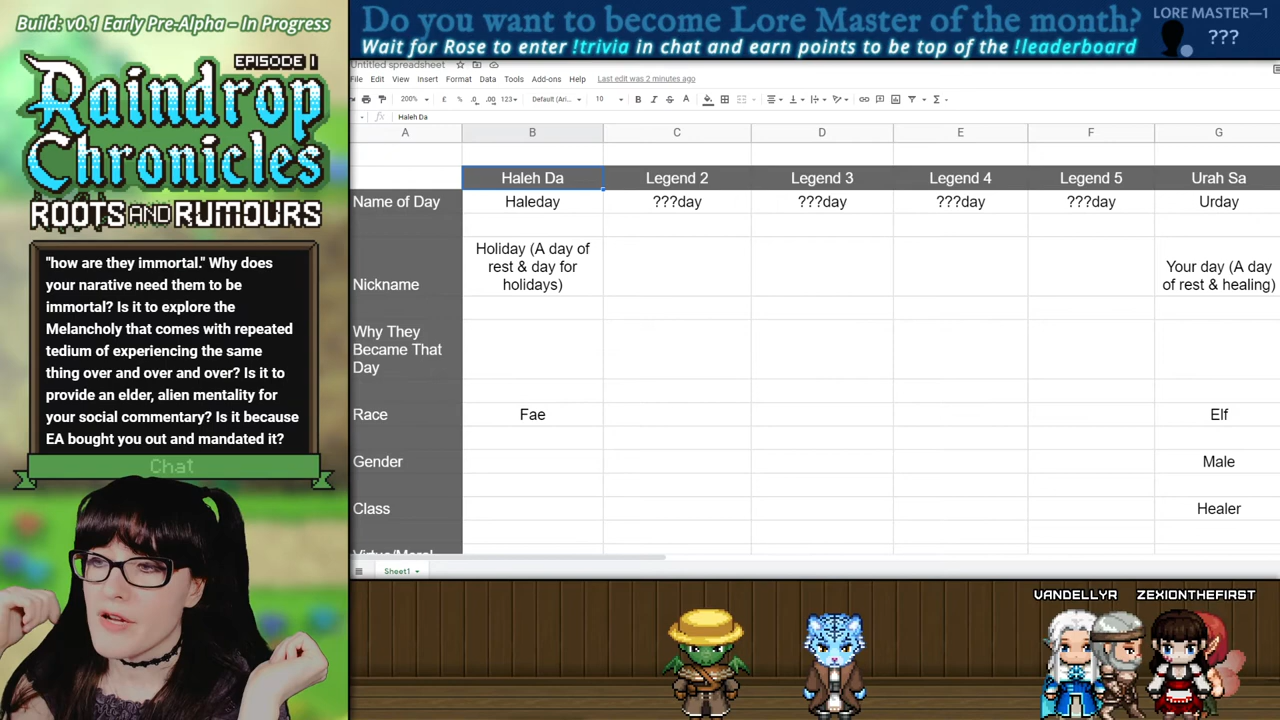 Build: v0.1 Early Pre-Alpha – In Progress
EPISODE 1
Raindrop
Chronicles
ROOTS AND RUMOURS
"how are they immortal." Why does
your narative need them to be
immortal? Is it to explore the
Melancholy that comes with repeated
tedium of experiencing the same
thing over and over and over? Is it to
provide an elder, alien mentality for
your social commentary? Is it because
EA bought you out and mandated it?
Chat
Do you want to become Lore Master of the month?
Wait for Rose to enter !trivia in chat and earn points to be top of the !leaderboard
LORE MASTER—1
???
Untitled spreadsheet
File Edit View Insert Format Data Tools Add-ons Help Last edit was 2 minutes ago
200% £ % .0 .00 123 Default (Ari... 10 B I S A
fx Haleh Da
A B C D E F G
Haleh Da Legend 2 Legend 3 Legend 4 Legend 5 Urah Sa
Name of Day Haleday ???day ???day ???day ???day Urday
Nickname
Holiday (A day of
rest & day for
holidays)
Your day (A day
of rest & healing)
Why They
Became That
Day
Race Fae Elf
Gender Male
Class Healer
Sheet1
VANDELLYR ZEXIONTHEFIRST